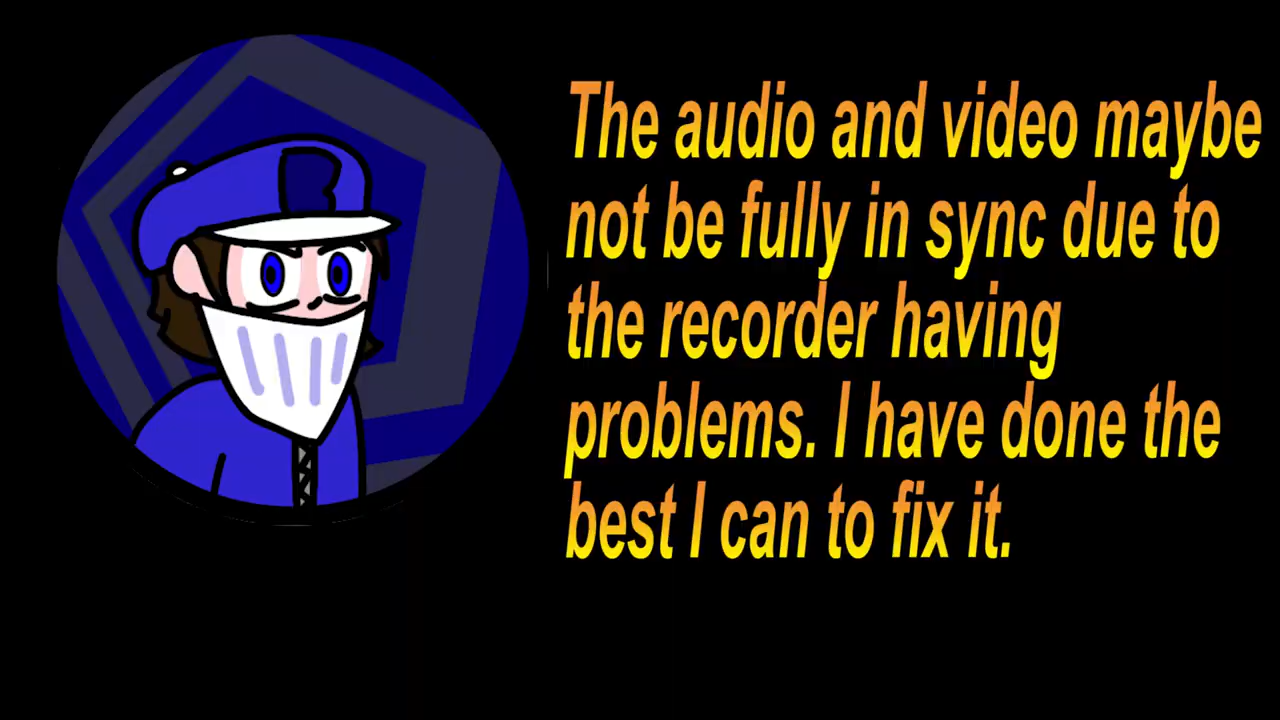 The audio and video maybe
not be fully in sync due to
the recorder having
problems. I have done the
best I can to fix it.